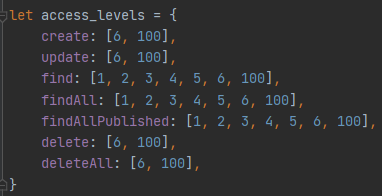 let access_levels = {
    create: [6, 100],
    update: [6, 100],
    find: [1, 2, 3, 4, 5, 6, 100],
    findAll: [1, 2, 3, 4, 5, 6, 100],
    findAllPublished: [1, 2, 3, 4, 5, 6, 100],
    delete: [6, 100],
    deleteAll: [6, 100],
}